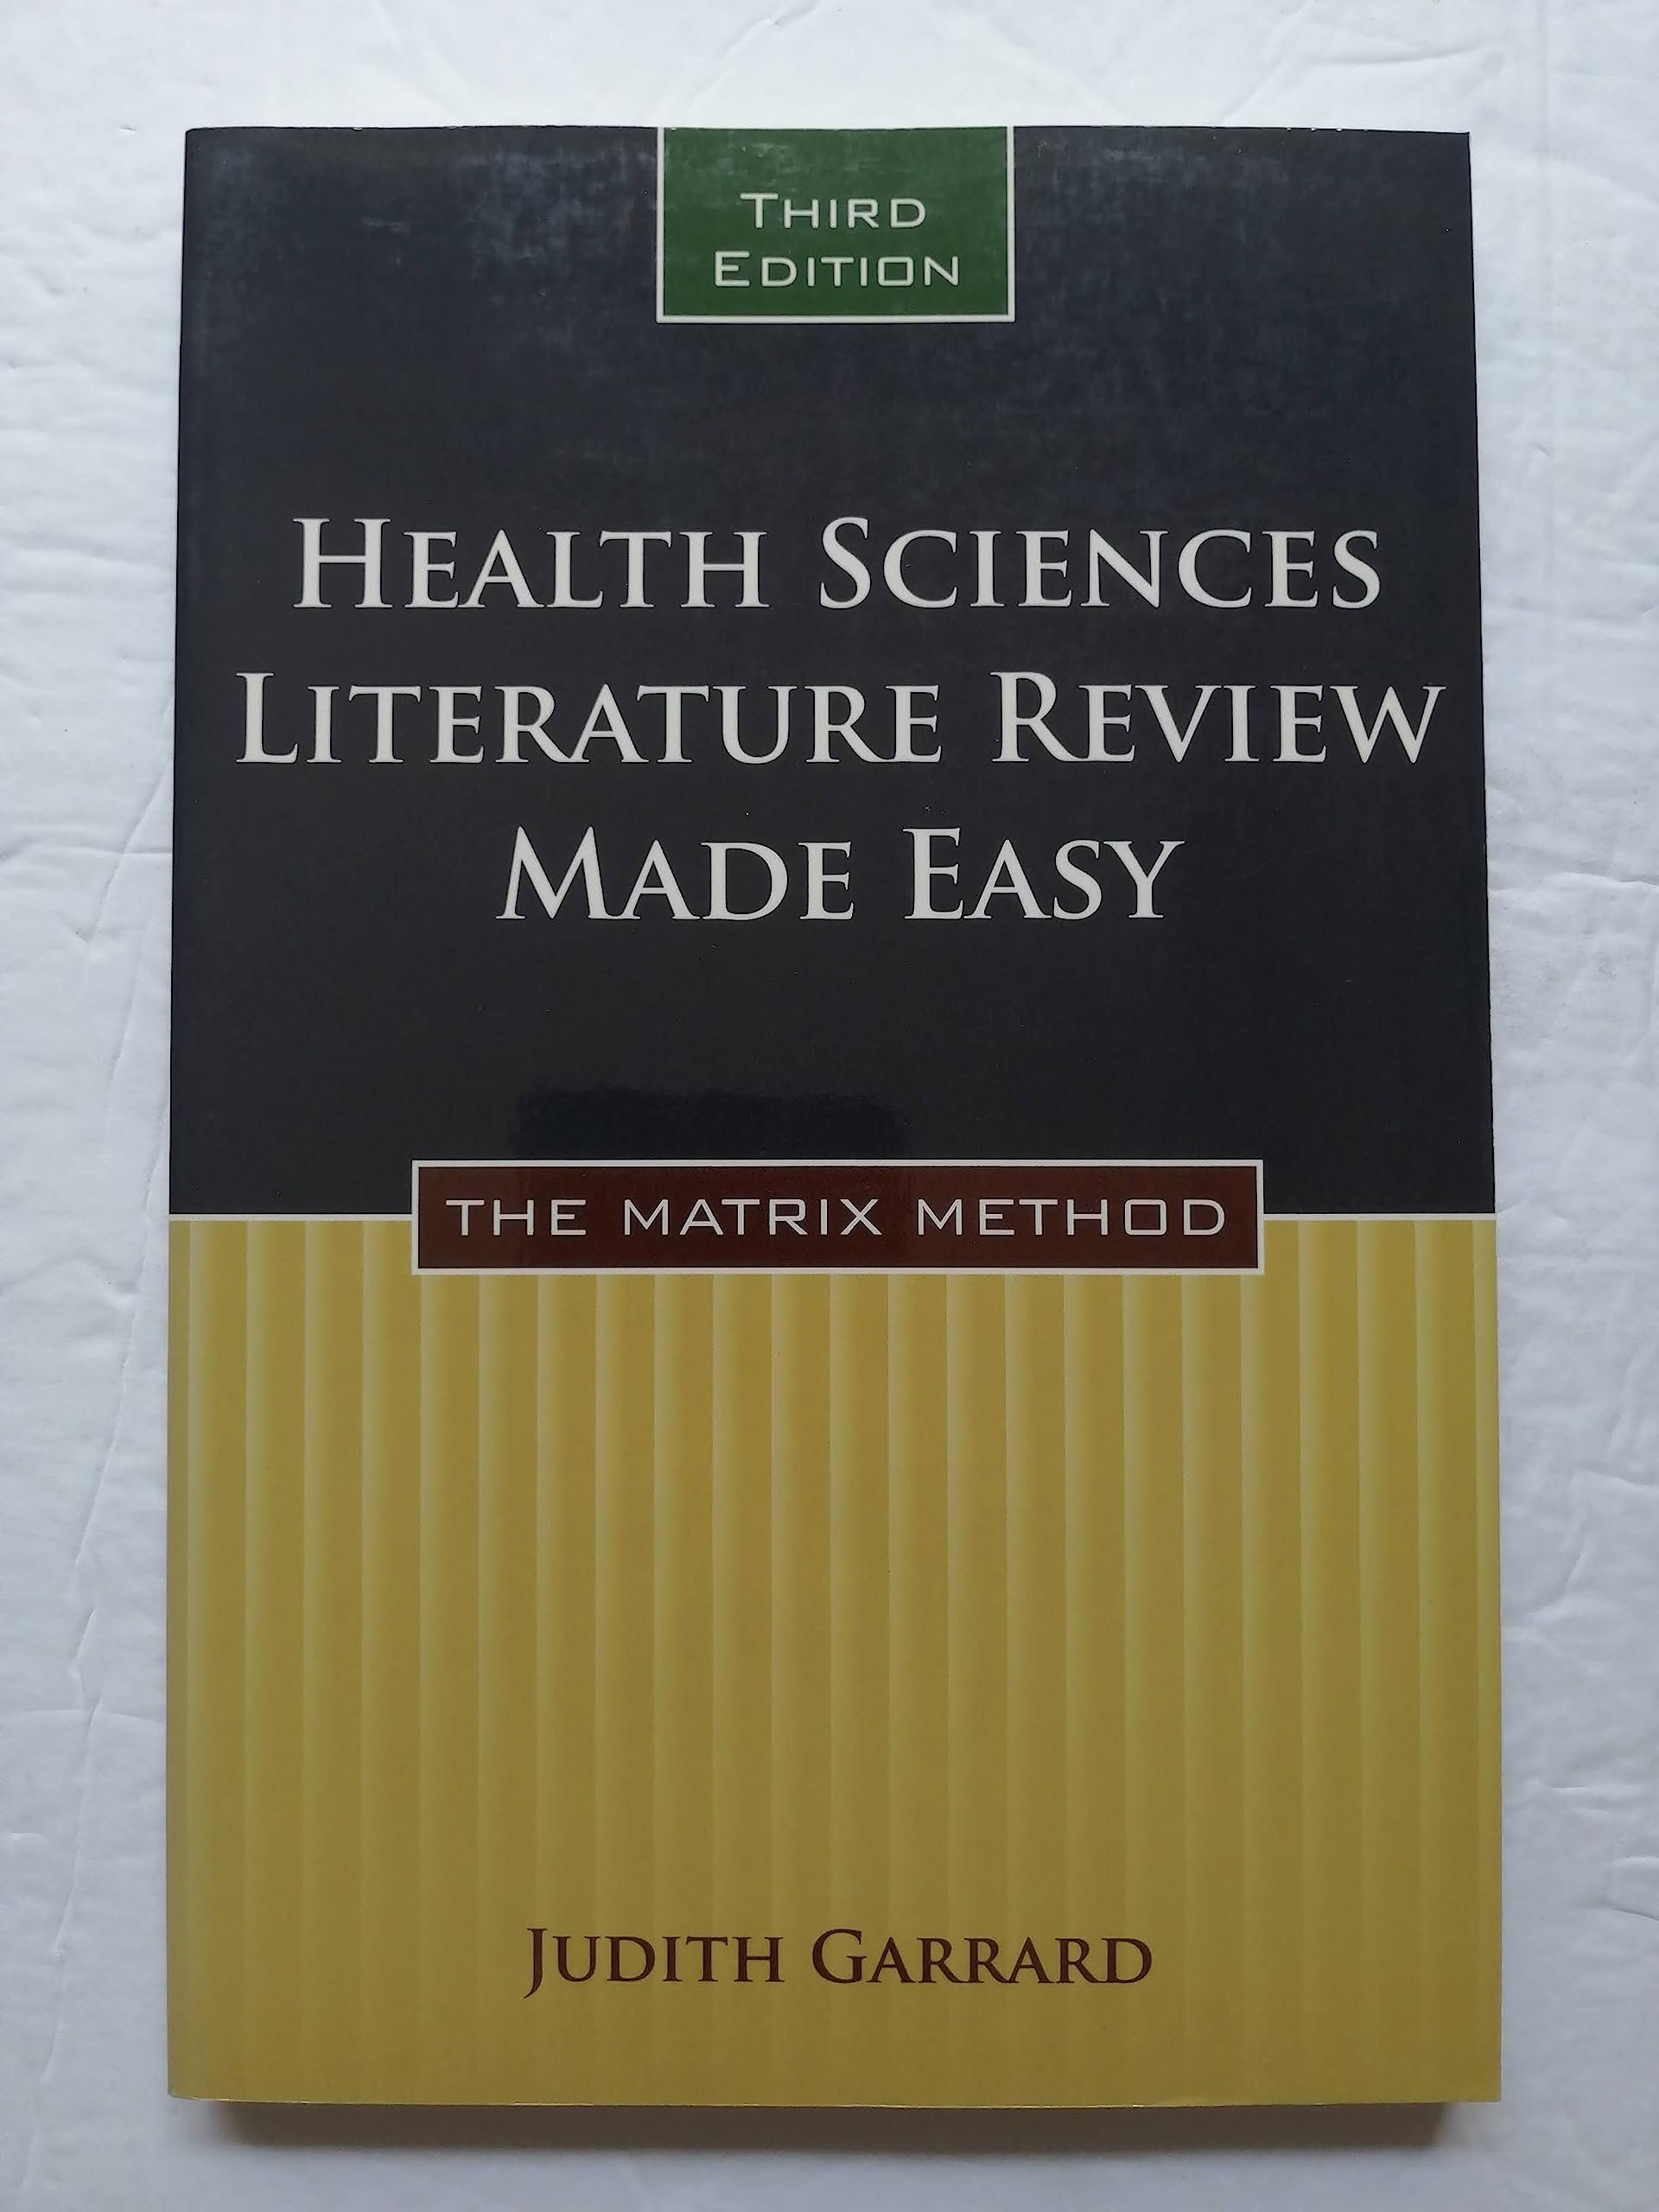 THIRD
EDITION
HEALTH SCIENCES
LITERATURE REVIEW
MADE EASY
THE MATRIX METHOD
JUDITH GARRARD